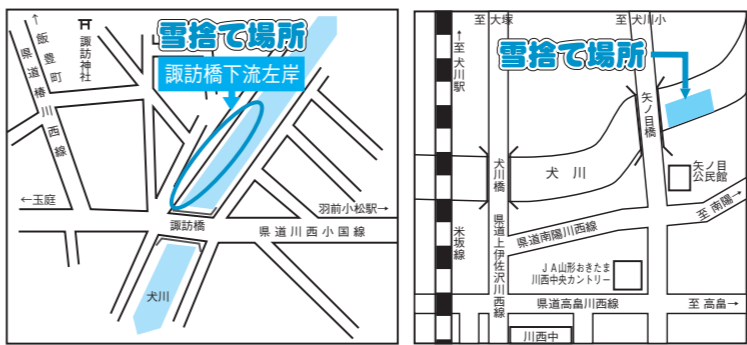 雪捨て場所
諏訪橋下流左岸
諏訪神社
←至飯豊町
県道椿川西線
←玉庭
羽前小松駅→
諏訪橋
県道川西小国線
犬川
至 大塚
至 犬川小
←至 犬川駅
雪捨て場所
矢ノ目橋
矢ノ目
公民館
犬川橋
犬 川
至 南陽→
県道南陽川西線
米坂線
県道上伊佐沢川西線
JA山形おきたま
川西中央カントリー
県道高畠川西線
至 高畠→
川西中